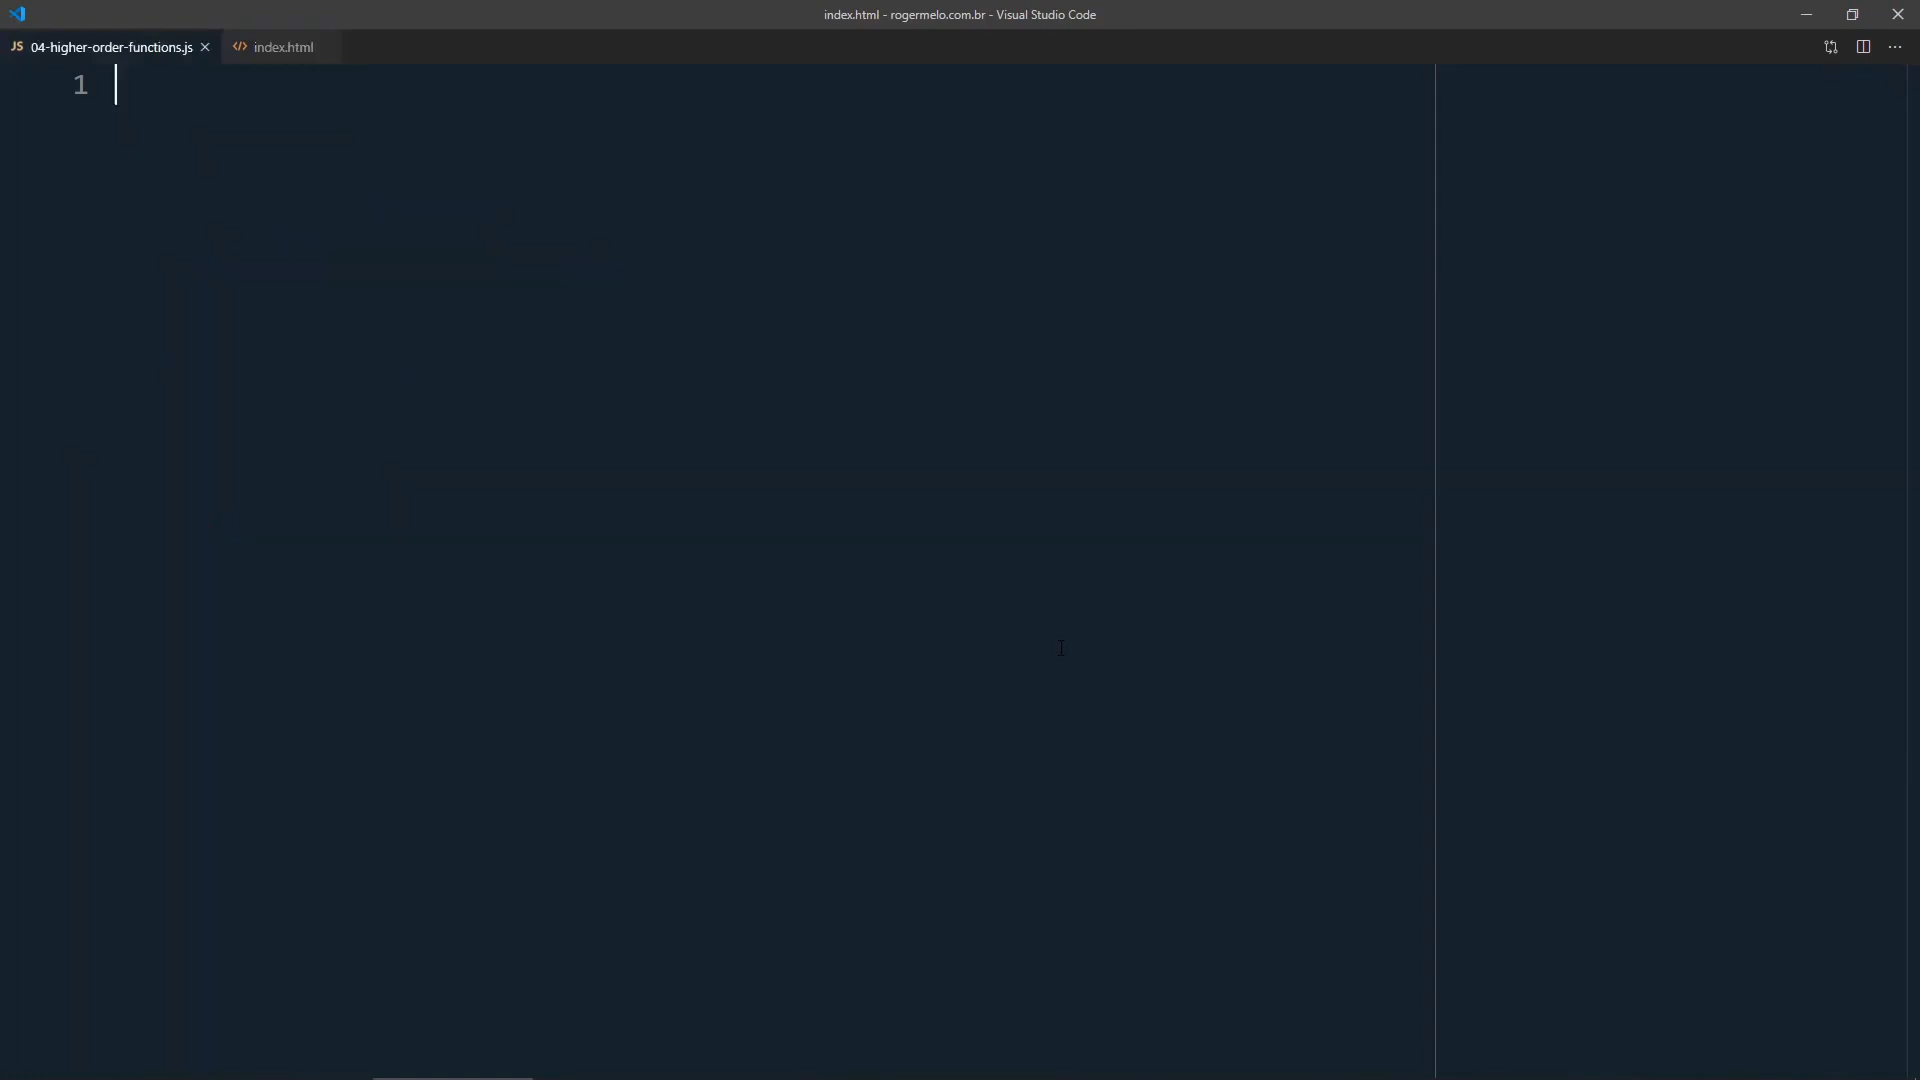 index.html - rogermelo.com.br - Visual Studio Code
JS 04-higher-order-functions.js
index.html
1